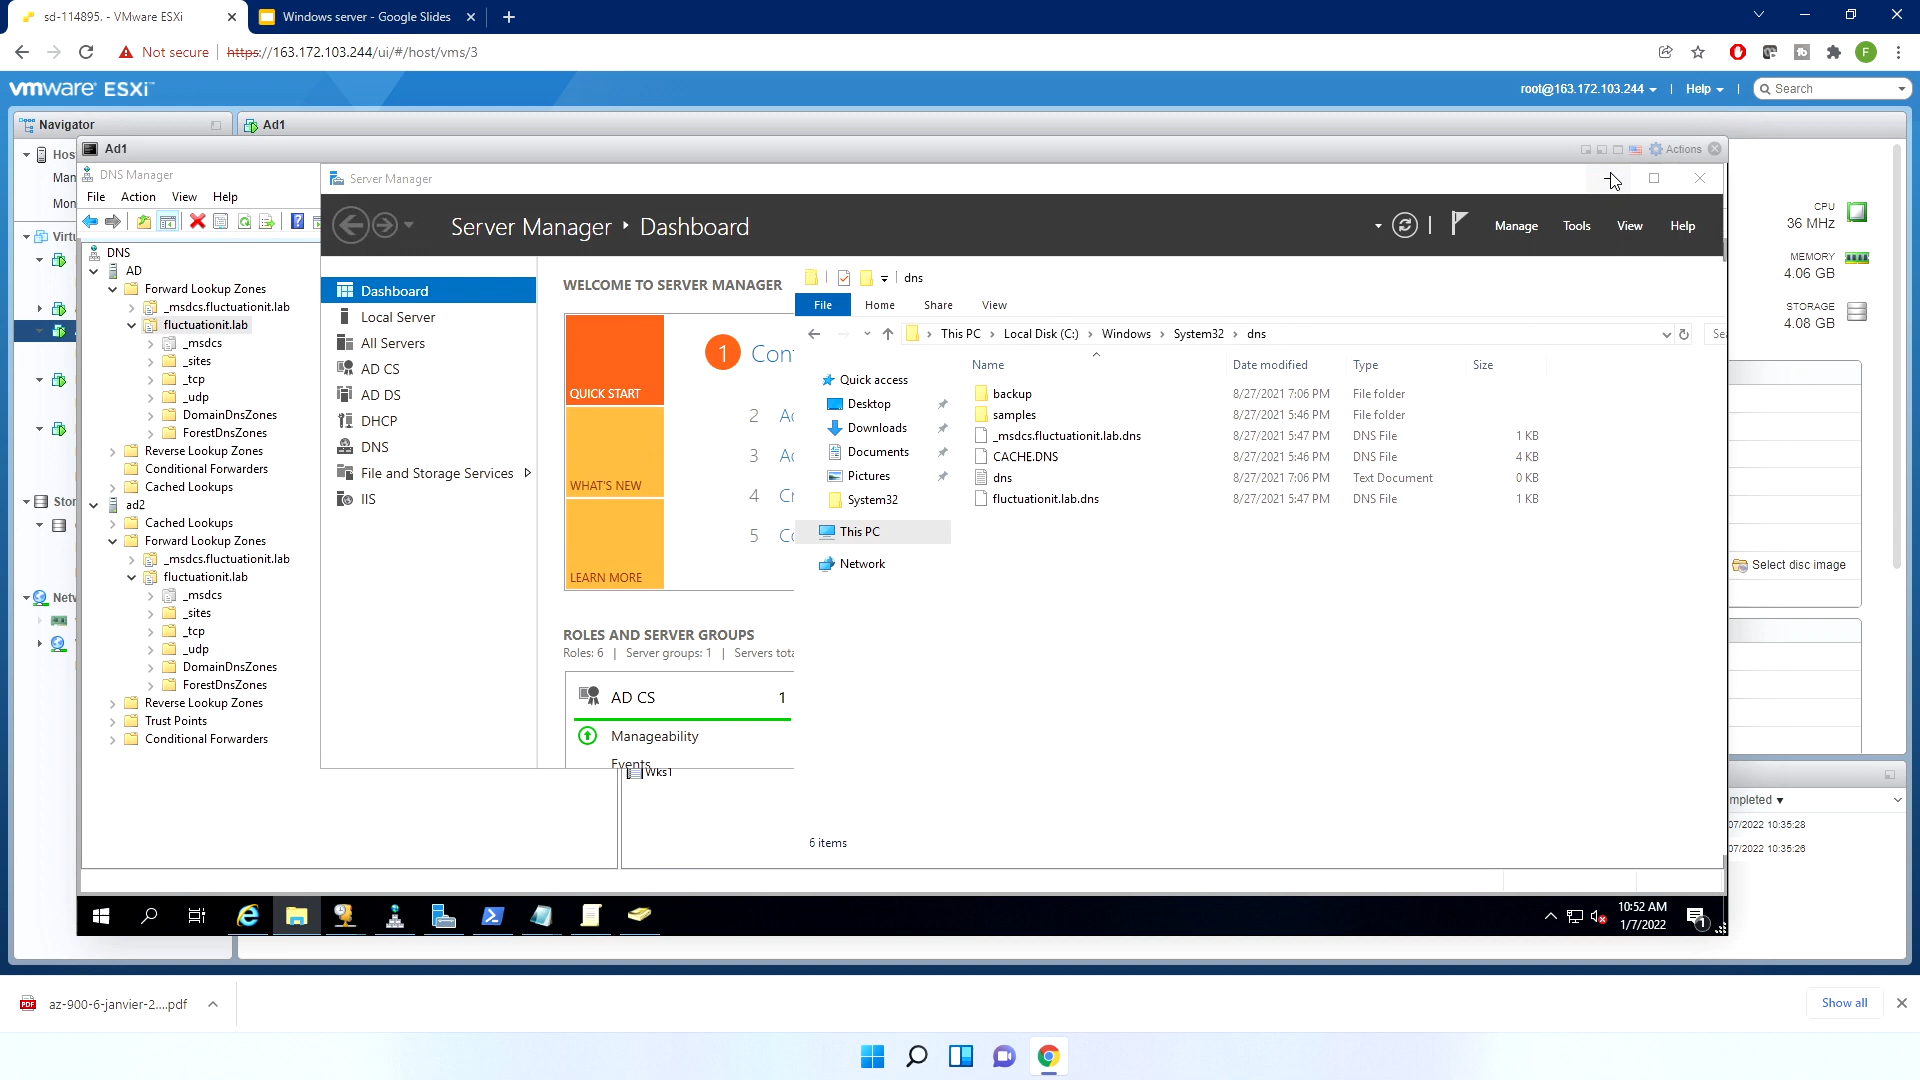 sd-114895. - VMware ESXi
Windows server - Google Slides
Not secure
https://163.172.103.244/ui/#/host/vms/3
F
vmware ESXi
root@163.172.103.244
Help
Search
Navigator
Ad1
Ad1
Actions
DNS Manager
File Action View Help
DNS
AD
Forward Lookup Zones
_msdcs.fluctuationit.lab
fluctuationit.lab
_msdcs
_sites
_tcp
_udp
DomainDnsZones
ForestDnsZones
Reverse Lookup Zones
Conditional Forwarders
Cached Lookups
ad2
Cached Lookups
Forward Lookup Zones
_msdcs.fluctuationit.lab
fluctuationit.lab
_msdcs
_sites
_tcp
_udp
DomainDnsZones
ForestDnsZones
Reverse Lookup Zones
Trust Points
Conditional Forwarders
Server Manager
Server Manager Dashboard
Manage Tools View Help
Dashboard
Local Server
All Servers
AD CS
AD DS
DHCP
DNS
File and Storage Services
IIS
WELCOME TO SERVER MANAGER
QUICK START
WHAT'S NEW
LEARN MORE
1
2
3
4
5
ROLES AND SERVER GROUPS
Roles: 6 | Server groups: 1 | Servers
AD CS 1
Manageability
Events
Wks1
dns
File Home Share View
This PC Local Disk (C:) Windows System32 dns
Quick access
Desktop
Downloads
Documents
Pictures
System32
This PC
Network
Name Date modified Type Size
backup 8/27/2021 7:06 PM File folder
samples 8/27/2021 5:46 PM File folder
_msdcs.fluctuationit.lab.dns 8/27/2021 5:47 PM DNS File 1 KB
CACHE.DNS 8/27/2021 5:46 PM DNS File 4 KB
dns 8/27/2021 7:06 PM Text Document 0 KB
fluctuationit.lab.dns 8/27/2021 5:47 PM DNS File 1 KB
6 items
CPU
36 MHz
MEMORY
4.06 GB
STORAGE
4.08 GB
Select disc image
07/2022 10:35:28
07/2022 10:35:26
10:52 AM
1/7/2022
1
az-900-6-janvier-2....pdf
Show all